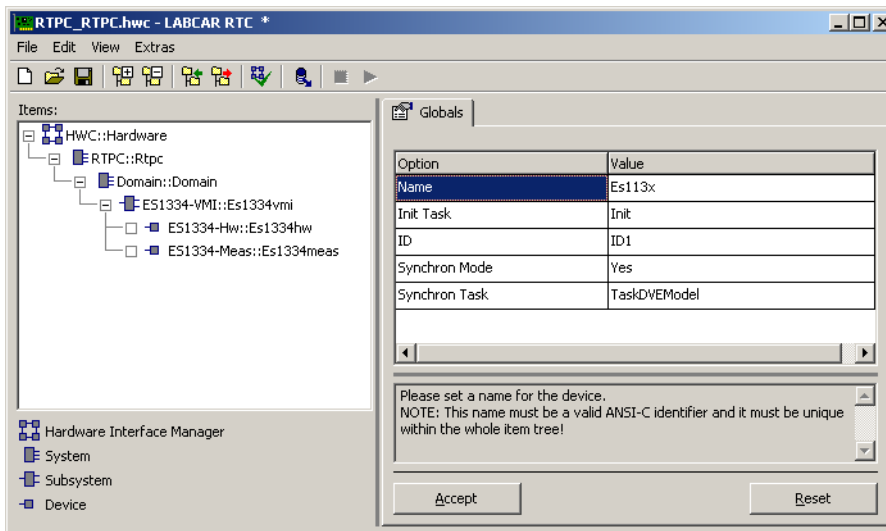 RTPC_RTPC.hwc - LABCAR RTC *
File Edit View Extras
Items:
HWC::Hardware
RTPC::Rtpc
Domain::Domain
ES1334-VMI::Es1334vmi
ES1334-Hw::Es1334hw
ES1334-Meas::Es1334meas
Hardware Interface Manager
System
Subsystem
Device
Globals
Option Value
Name Es113x
Init Task Init
ID ID1
Synchron Mode Yes
Synchron Task TaskDVEModel
Please set a name for the device.
NOTE: This name must be a valid ANSI-C identifier and it must be unique
within the whole item tree!
Accept Reset